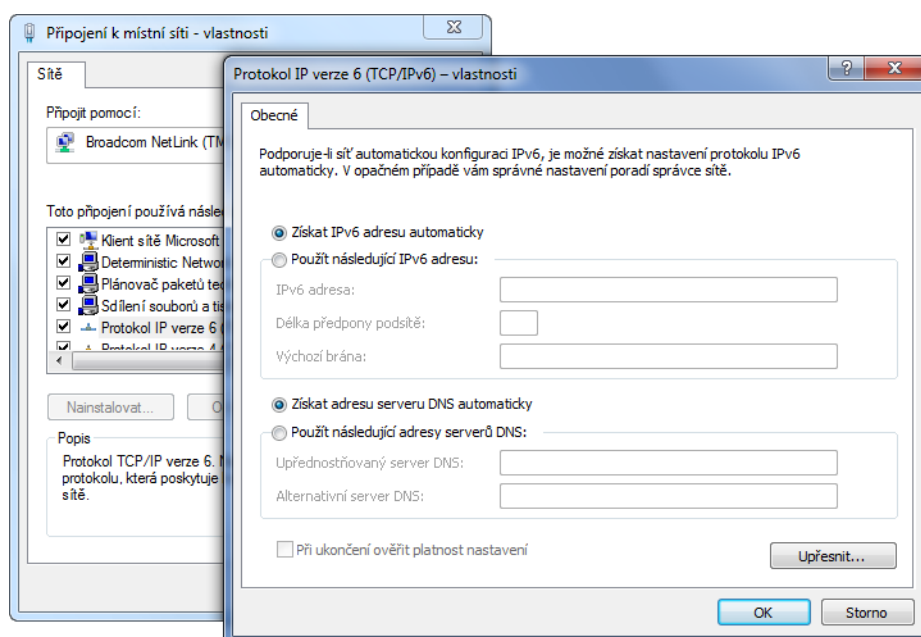 Připojení k místní síti - vlastnosti
Sítě
Připojit pomocí:
Broadcom NetLink (TM
Toto připojení používá násle
Klient sítě Microsoft
Deterministic Netwo
Plánovač paketů te
Sdílení souborů a tis
Protokol IP verze 6
Protokol IP verze 4
Nainstalovat...
O
Popis
Protokol TCP/IP verze 6.
protokolu, která poskytuje
sítě.
Protokol IP verze 6 (TCP/IPv6) – vlastnosti
Obecné
Podporuje-li síť automatickou konfiguraci IPv6, je možné získat nastavení protokolu IPv6
automaticky. V opačném případě vám správné nastavení poradí správce sítě.
Získat IPv6 adresu automaticky
Použít následující IPv6 adresu:
IPv6 adresa:
Délka předpony podsítě:
Výchozí brána:
Získat adresu serveru DNS automaticky
Použít následující adresy serverů DNS:
Upřednostňovaný server DNS:
Alternativní server DNS:
Při ukončení ověřit platnost nastavení
Upřesnit...
OK
Storno